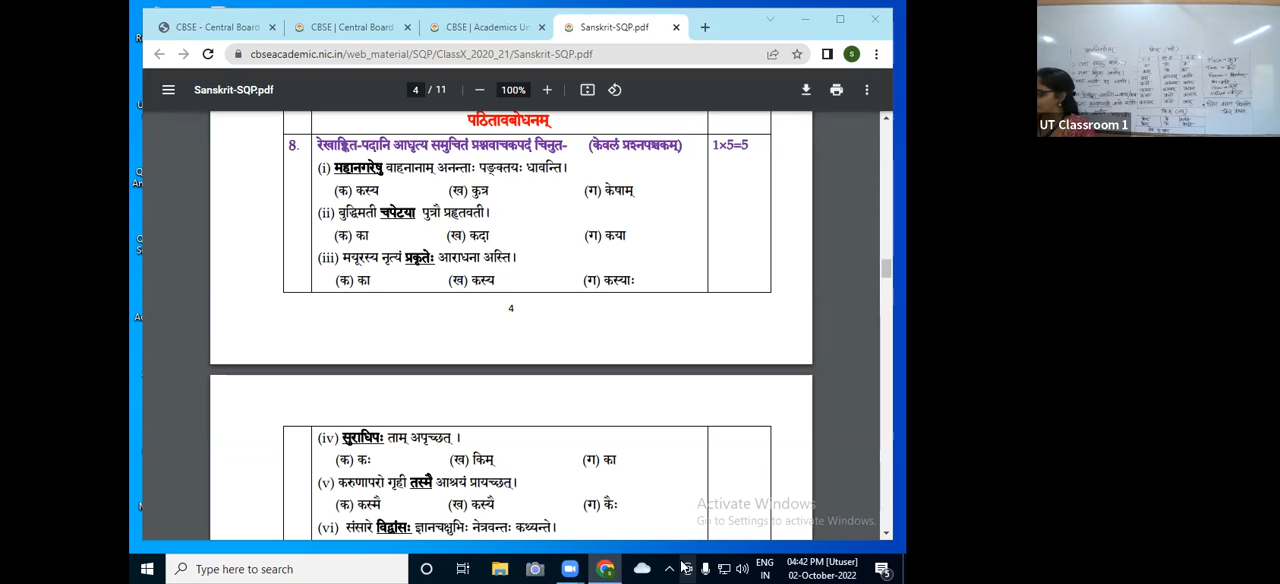 CBSE - Central Board
CBSE | Central Board
CBSE | Academics Un
Sanskrit-SQP.pdf
cbseacademic.nic.in/web_material/SQP/ClassX_2020_21/Sanskrit-SQP.pdf
S
Sanskrit-SQP.pdf
4 / 11
100%
पठितावबोधनम्
8. रेखाङ्कित-पदानि आधृत्य समुचितं प्रश्नवाचकपदं चिनुत- (केवलं प्रश्नपञ्चकम्) 1×5=5
(i) महानगरेषु वाहनानाम् अनन्ताः पङ्क्तयः धावन्ति।
(क) कस्य (ख) कुत्र (ग) केषाम्
(ii) बुद्धिमती चपेटया पुत्रौ प्रहृतवती।
(क) का (ख) कदा (ग) कया
(iii) मयूरस्य नृत्यं प्रकृतेः आराधना अस्ति।
(क) का (ख) कस्य (ग) कस्याः
4
(iv) सुराधिपः ताम् अपृच्छत् ।
(क) कः (ख) किम् (ग) का
(v) करुणापरो गृही तस्मै आश्रयं प्रायच्छत्।
(क) कस्मै (ख) कस्यै (ग) कैः
(vi) संसारे विद्वांसः ज्ञानचक्षुभिः नेत्रवन्तः कथ्यन्ते।
Activate Windows
Go to Settings to activate Windows.
Type here to search
ENG
IN
04:42 PM [Utuser]
02-October-2022
5
UT Classroom 1